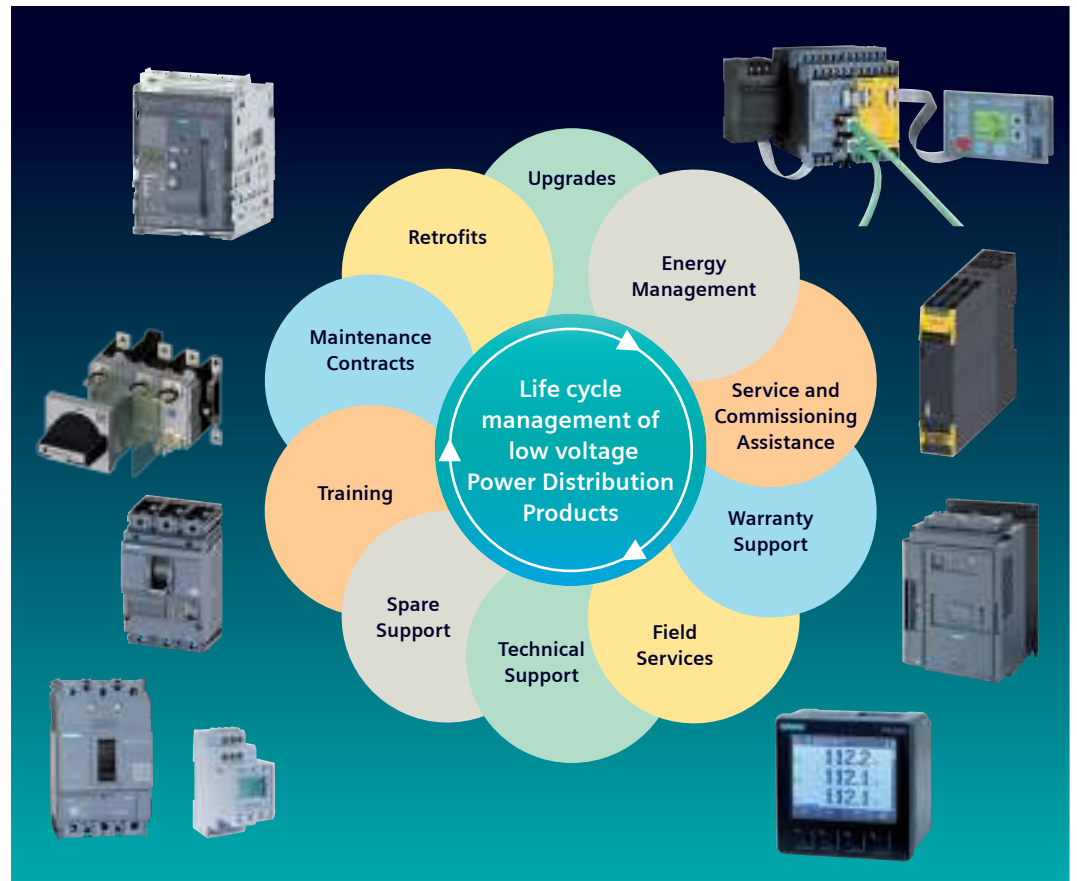 Upgrades
Retrofits
Energy
Management
Maintenance
Contracts
Life cycle
management of
low voltage
Power Distribution
Products
Service and
Commissioning
Assistance
Training
Warranty
Support
Spare
Support
Technical
Support
Field
Services
112.2
112.1
112.1